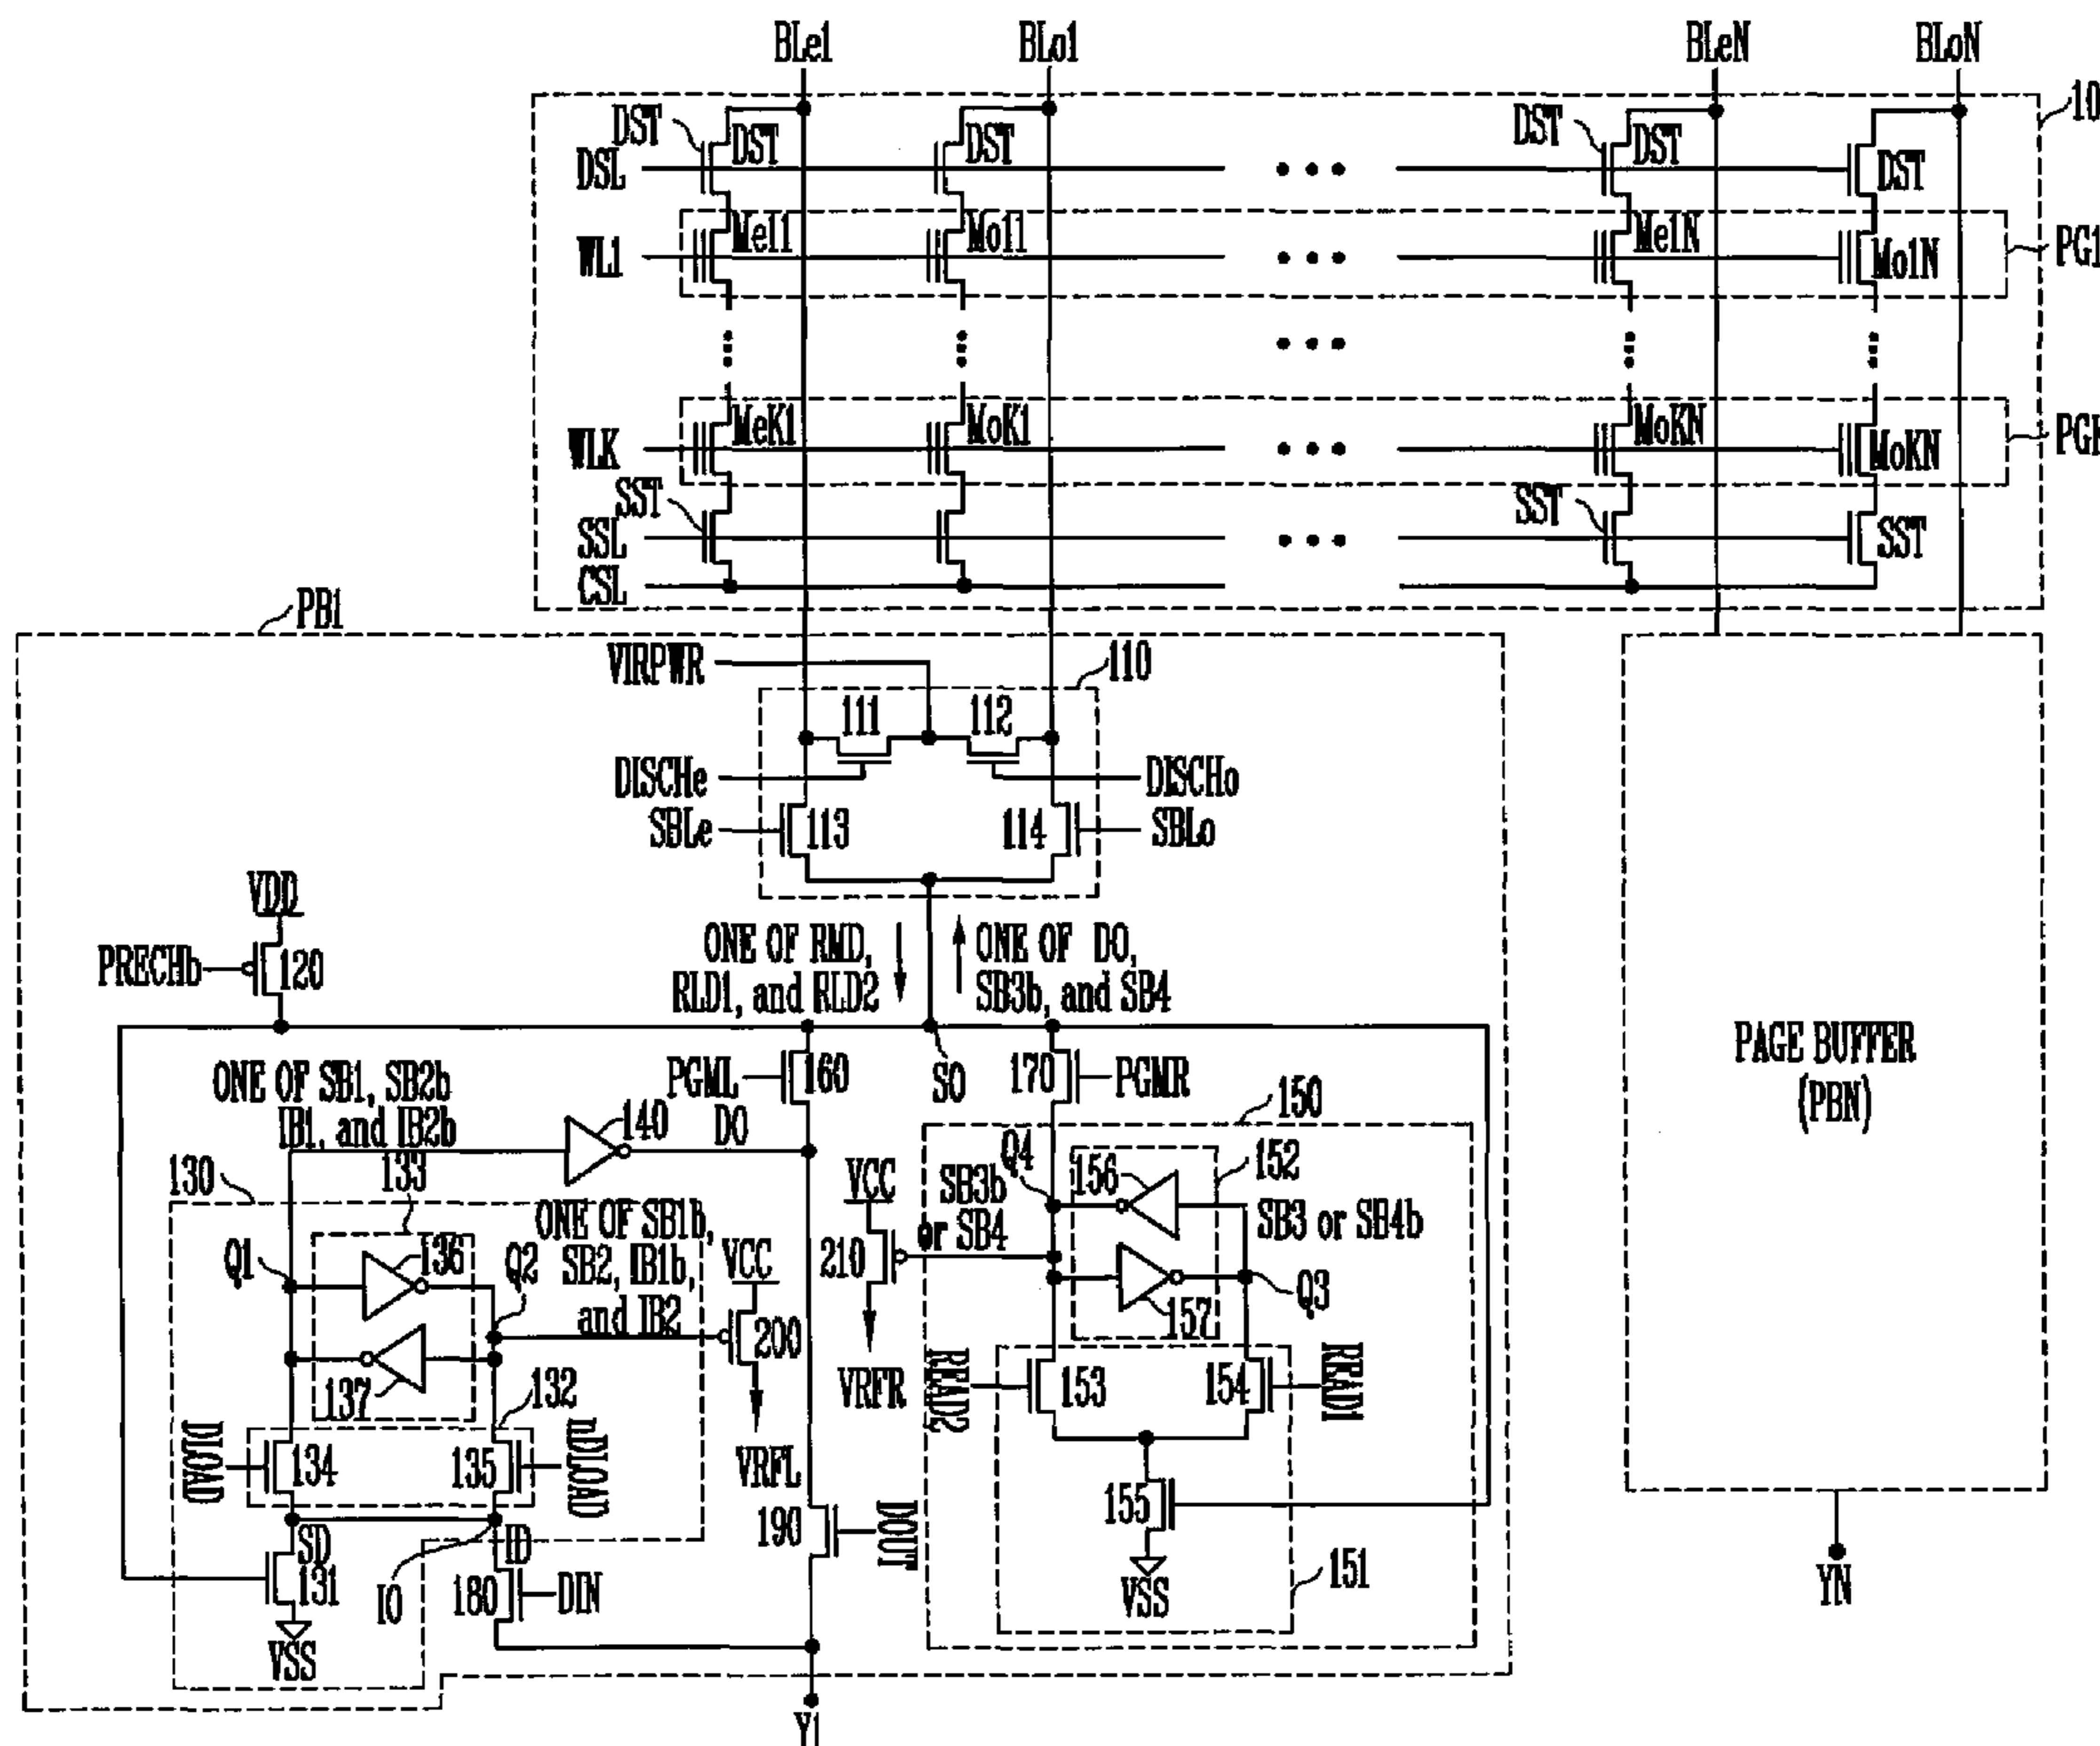 BLe1 BLo1 BLeN BLoN
10
DST DST DST DST DST DST
DSL
Me11 Mo11 Me1N Mo1N
WL1 PG1
MeK1 MoK1 MoKN MoKN
WLK
SST SST SST
SSL
CSL
PB1
VIRPWR 110
111 112
DISCHe DISCHo
SBLe 113 114 SBLo
VDD
PRECHb 120
ONE OF RMD,
RLD1, and RLD2
ONE OF DO,
SB3b, and SB4
SO
PGML 160 170 PGMR
ONE OF SB1, SB2b
IB1, and IB2b
140 DO
150
PAGE BUFFER
(PBN)
130 133
Q4 156 152
VCC SB3b
or SB4
SB3 or SB4b
210
VRFR
157 Q3
Q1 136 Q2
ONE OF SB1b,
SB2, IB1b,
and IB2
VCC
200
VRFL
137 132
DLOAD 134 135 nDLOAD
READ2 153 154 READ1
155
VSS
151
190 DOUT
SD ID
131 IO 180 DIN
VSS
Y1
YN